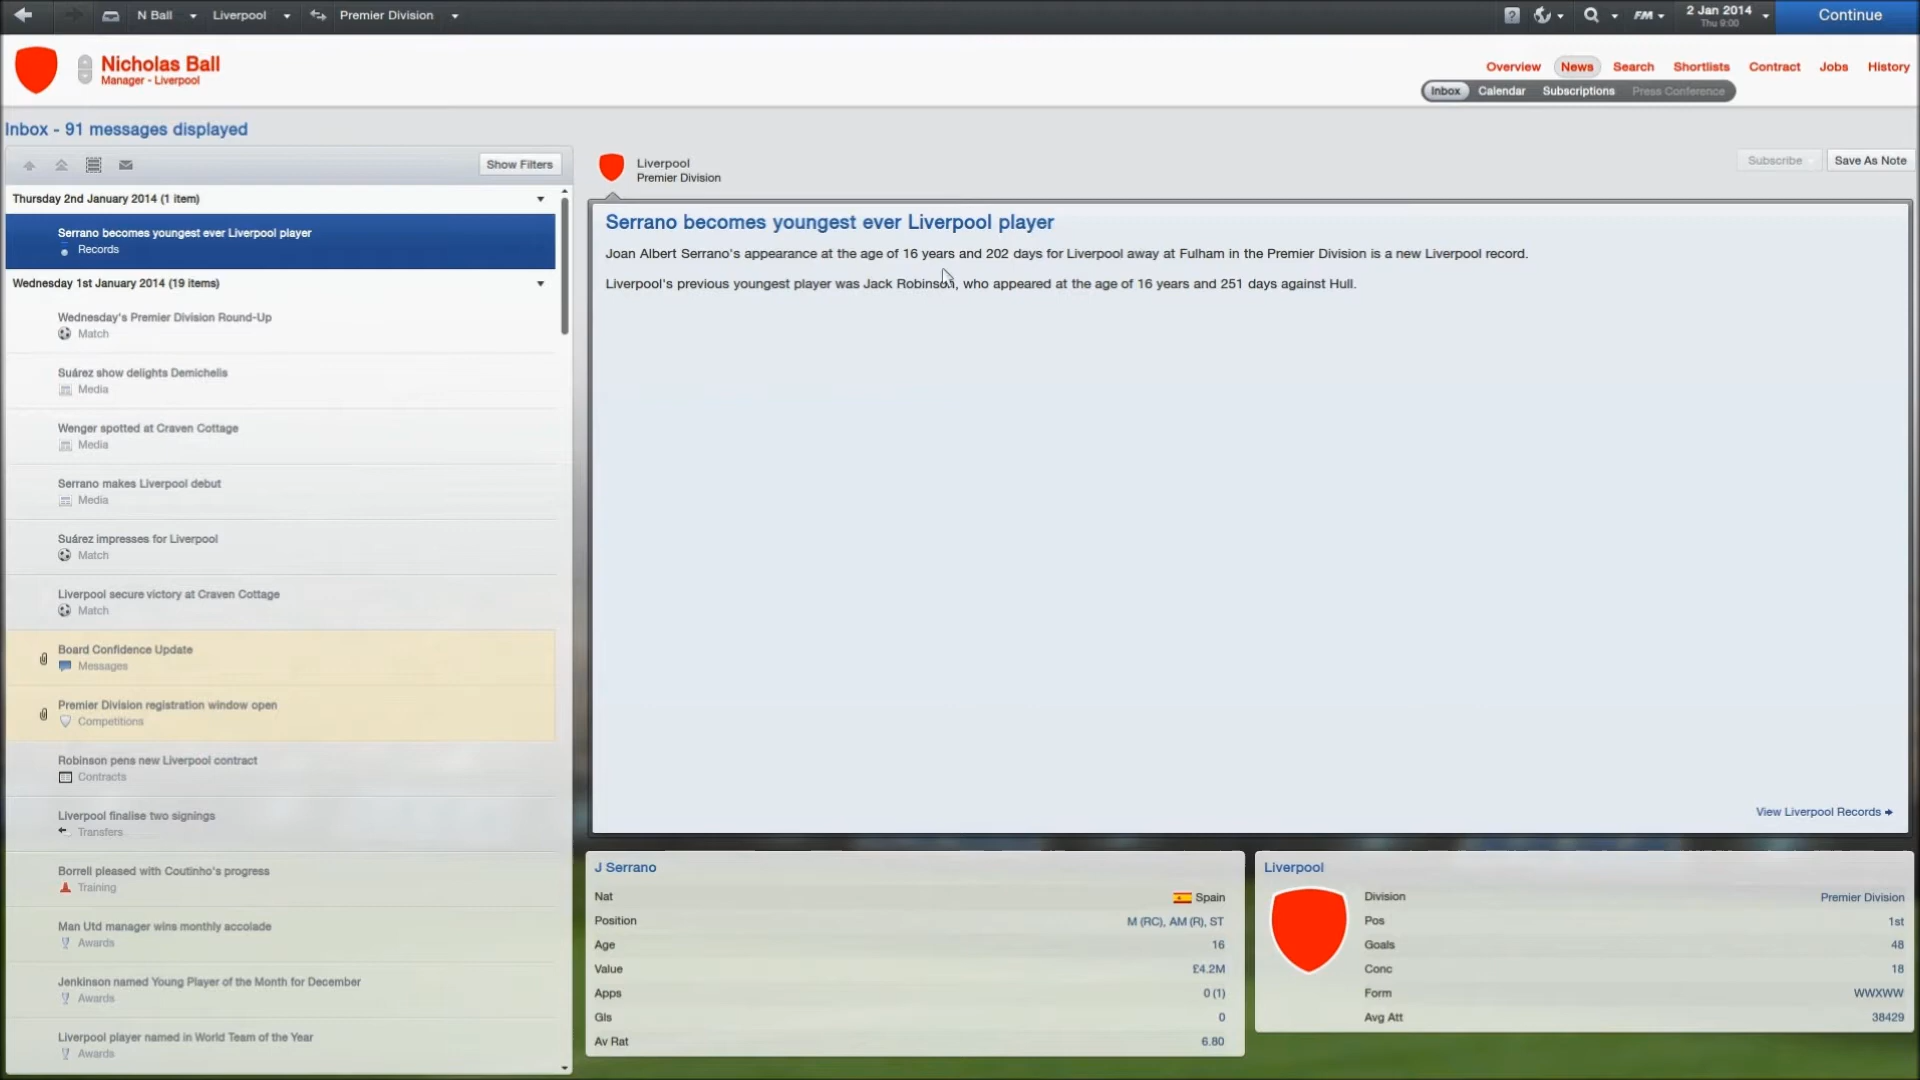 N Ball
Liverpool
Premier Division
FM
2 Jan 2014
Thu 9:00
Continue
Nicholas Ball
Manager - Liverpool
Overview
News
Search
Shortlists
Contract
Jobs
History
Inbox
Calendar
Subscriptions
Press Conference
Inbox - 91 messages displayed
Show Filters
Thursday 2nd January 2014 (1 item)
Serrano becomes youngest ever Liverpool player
Records
Wednesday 1st January 2014 (19 items)
Wednesday's Premier Division Round-Up
Match
Suárez show delights Demichelis
Media
Wenger spotted at Craven Cottage
Media
Serrano makes Liverpool debut
Media
Suárez impresses for Liverpool
Match
Liverpool secure victory at Craven Cottage
Match
Board Confidence Update
Messages
Premier Division registration window open
Competitions
Robinson pens new Liverpool contract
Contracts
Liverpool finalise two signings
Transfers
Borrell pleased with Coutinho's progress
Training
Man Utd manager wins monthly accolade
Awards
Jenkinson named Young Player of the Month for December
Awards
Liverpool player named in World Team of the Year
Awards
Liverpool
Premier Division
Subscribe
Save As Note
Serrano becomes youngest ever Liverpool player
Joan Albert Serrano's appearance at the age of 16 years and 202 days for Liverpool away at Fulham in the Premier Division is a new Liverpool record.
Liverpool's previous youngest player was Jack Robinson, who appeared at the age of 16 years and 251 days against Hull.
View Liverpool Records
J Serrano
Nat Spain
Position M (RC), AM (R), ST
Age 16
Value £4.2M
Apps 0 (1)
Gls 0
Av Rat 6.80
Liverpool
Division Premier Division
Pos 1st
Goals 48
Conc 18
Form WWXWW
Avg Att 38429